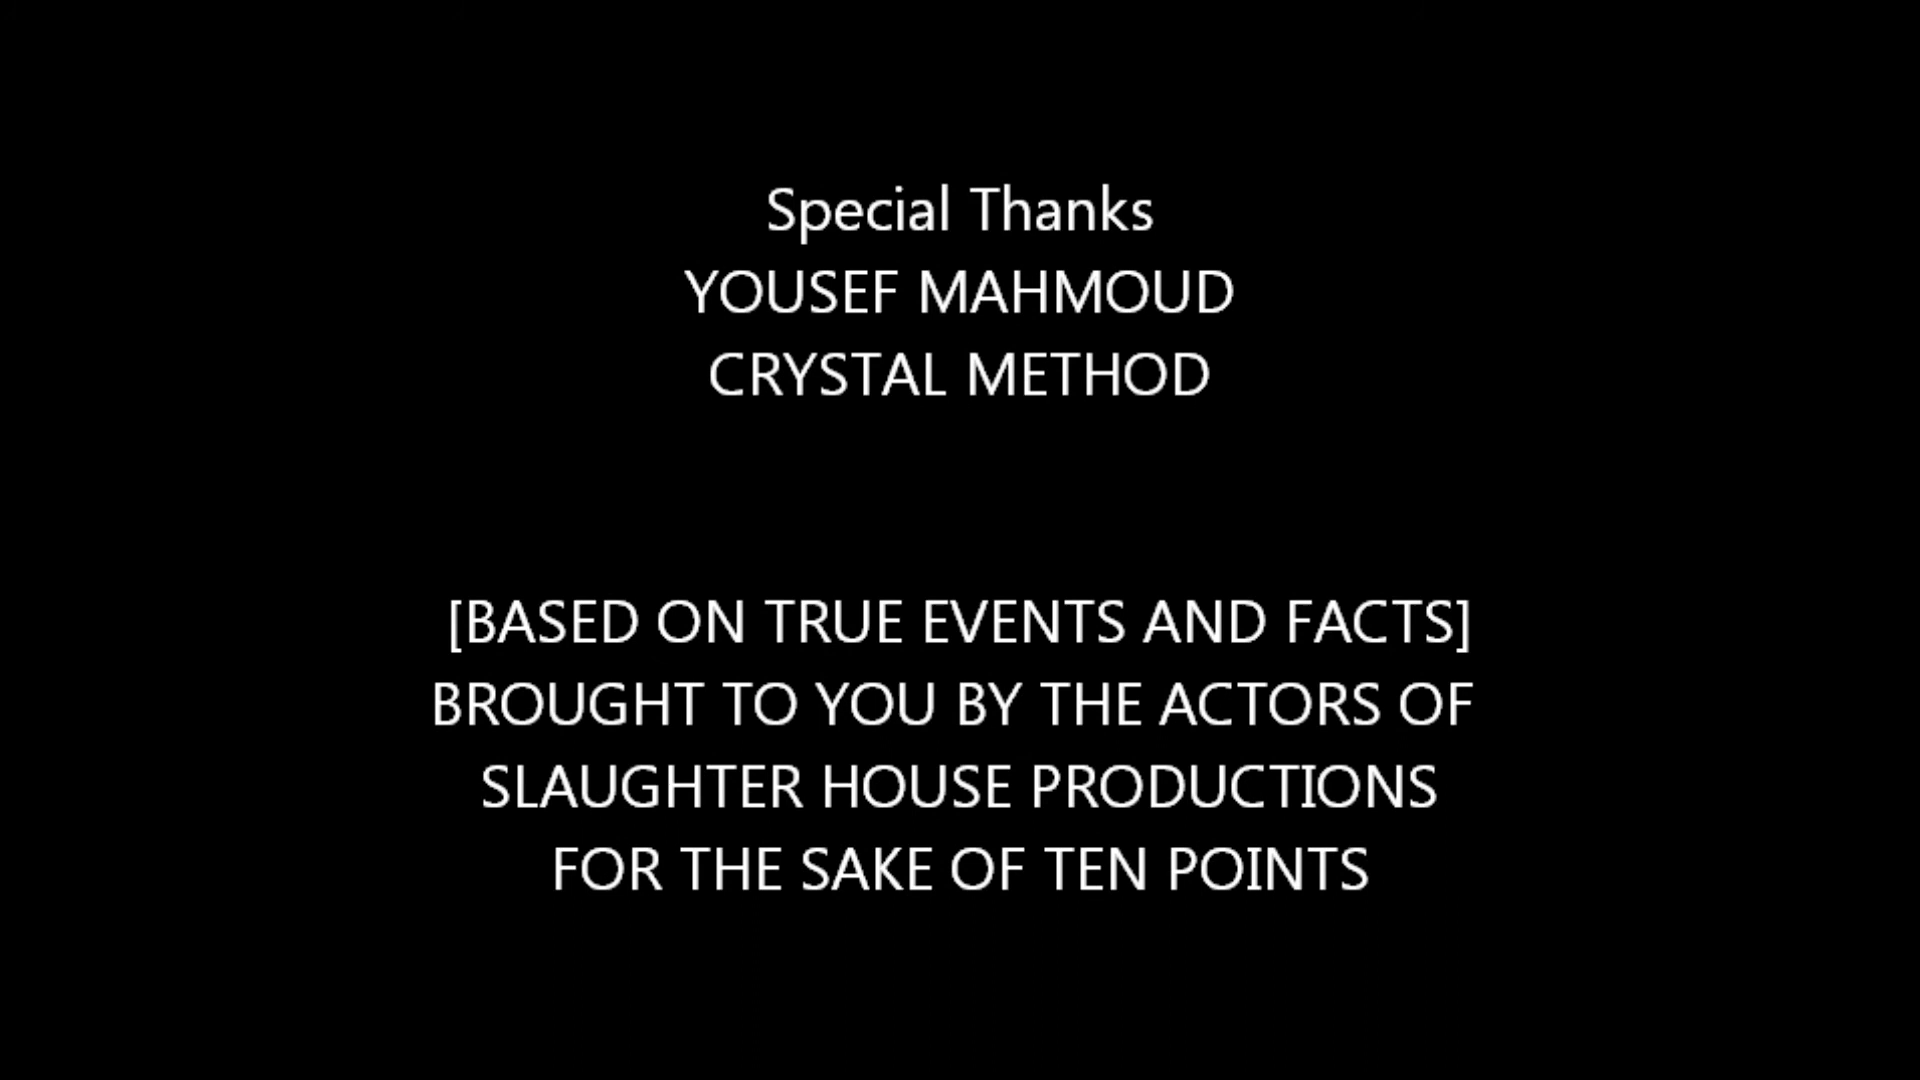 Special Thanks
YOUSEF MAHMOUD
CRYSTAL METHOD
[BASED ON TRUE EVENTS AND FACTS]
BROUGHT TO YOU BY THE ACTORS OF
SLAUGHTER HOUSE PRODUCTIONS
FOR THE SAKE OF TEN POINTS